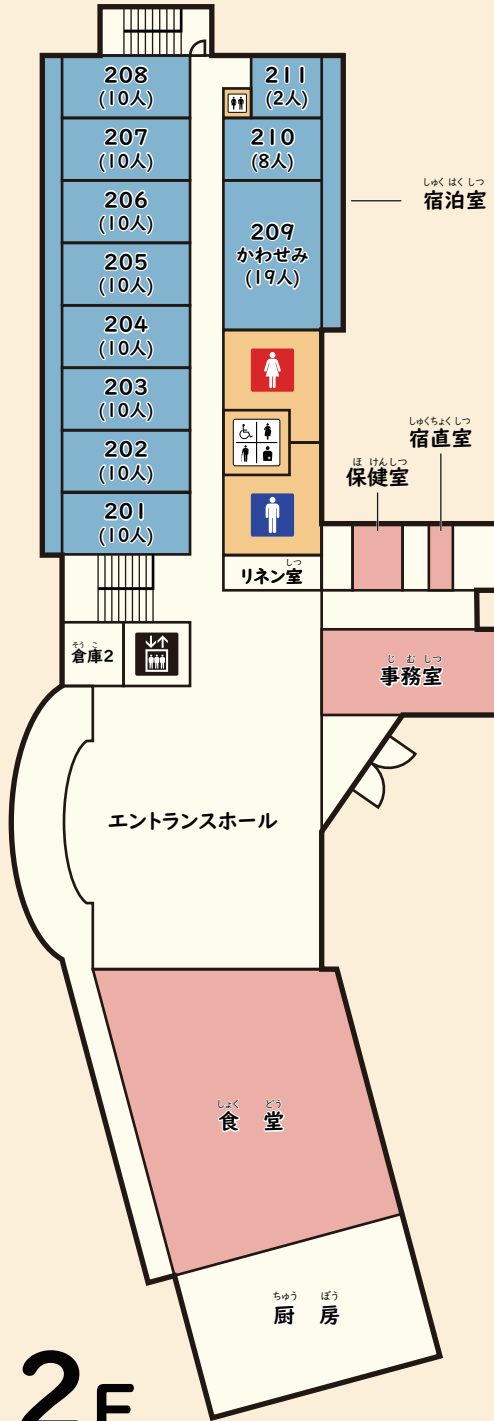 208
(10人)
211
(2人)
207
(10人)
210
(8人)
206
(10人)
しゅくはくしつ
宿泊室
209
かわせみ
(19人)
205
(10人)
204
(10人)
203
(10人)
しゅくちょくしつ
宿直室
202
(10人)
ほけんしつ
保健室
201
(10人)
しつ
リネン室
そうこ
倉庫2
じむしつ
事務室
エントランスホール
しょく どう
食 堂
ちゅう ぼう
厨 房
2F